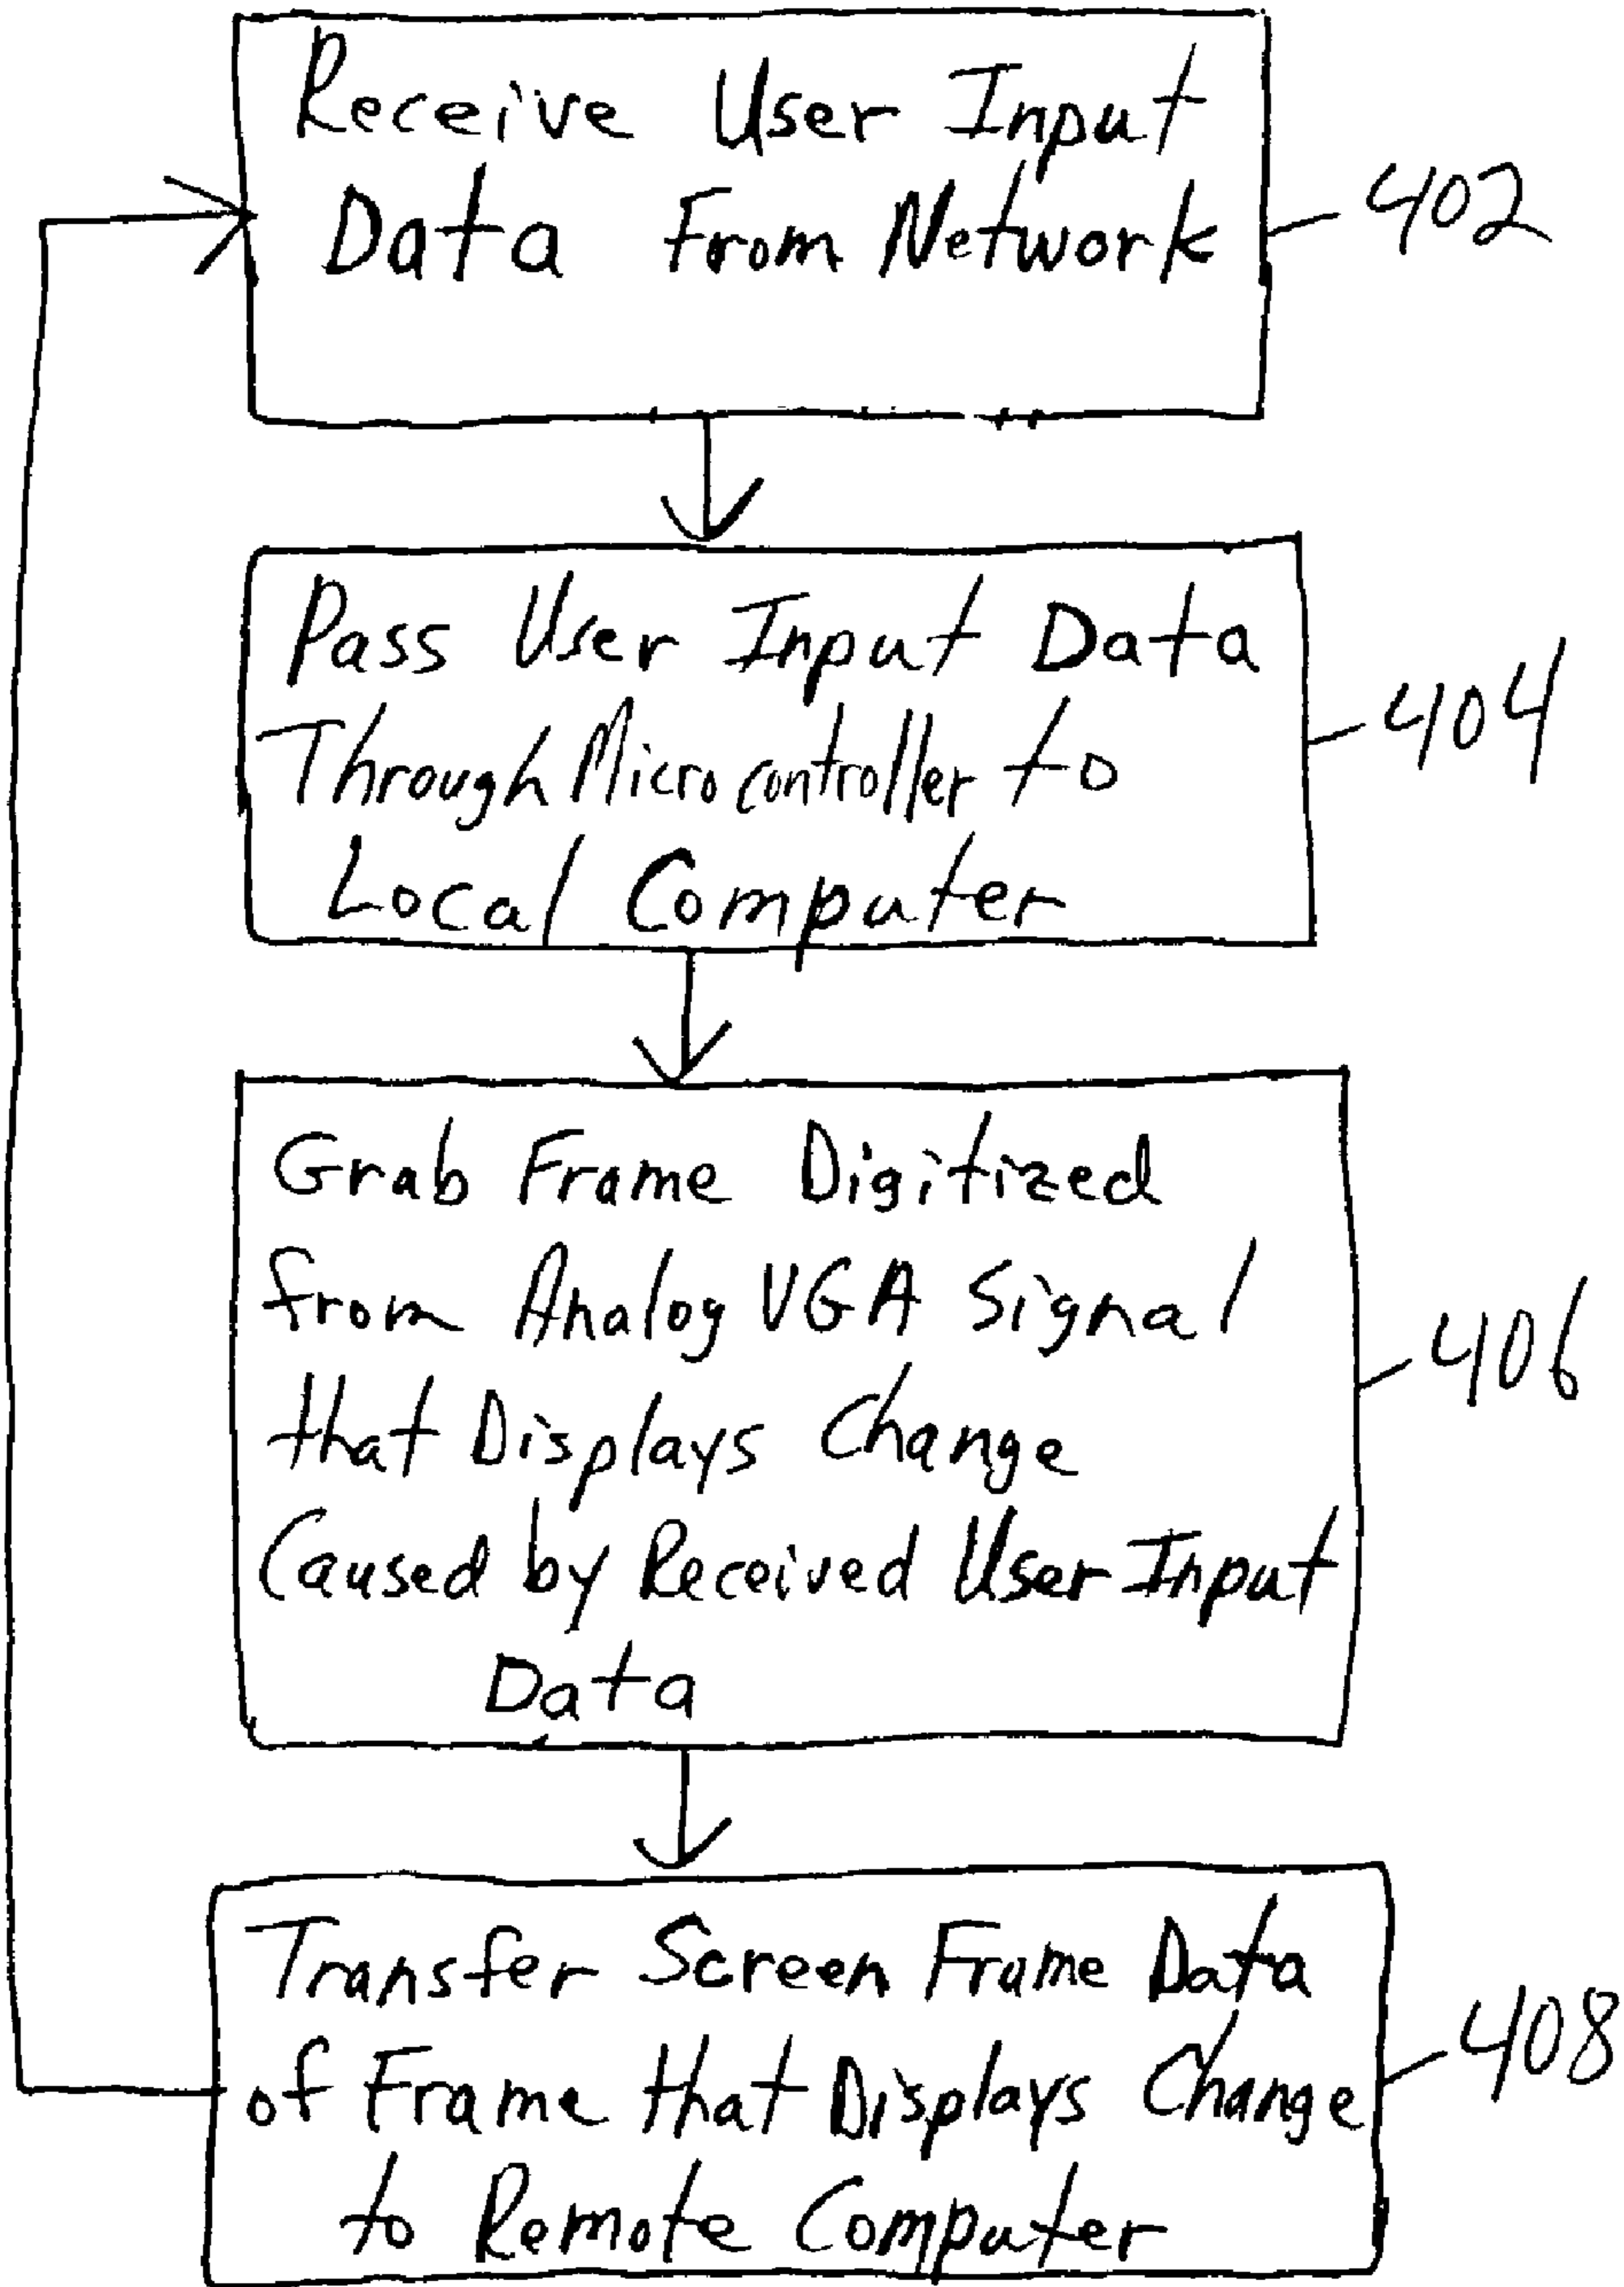 Receive User Input
Data From Network
402
Pass User Input Data
Through Microcontroller to
Local Computer
404
Grab Frame Digitized
from Analog VGA Signal
that Displays Change
Caused by Received User Input
Data
406
Transfer Screen Frame Data
of Frame that Displays Change
to Remote Computer
408